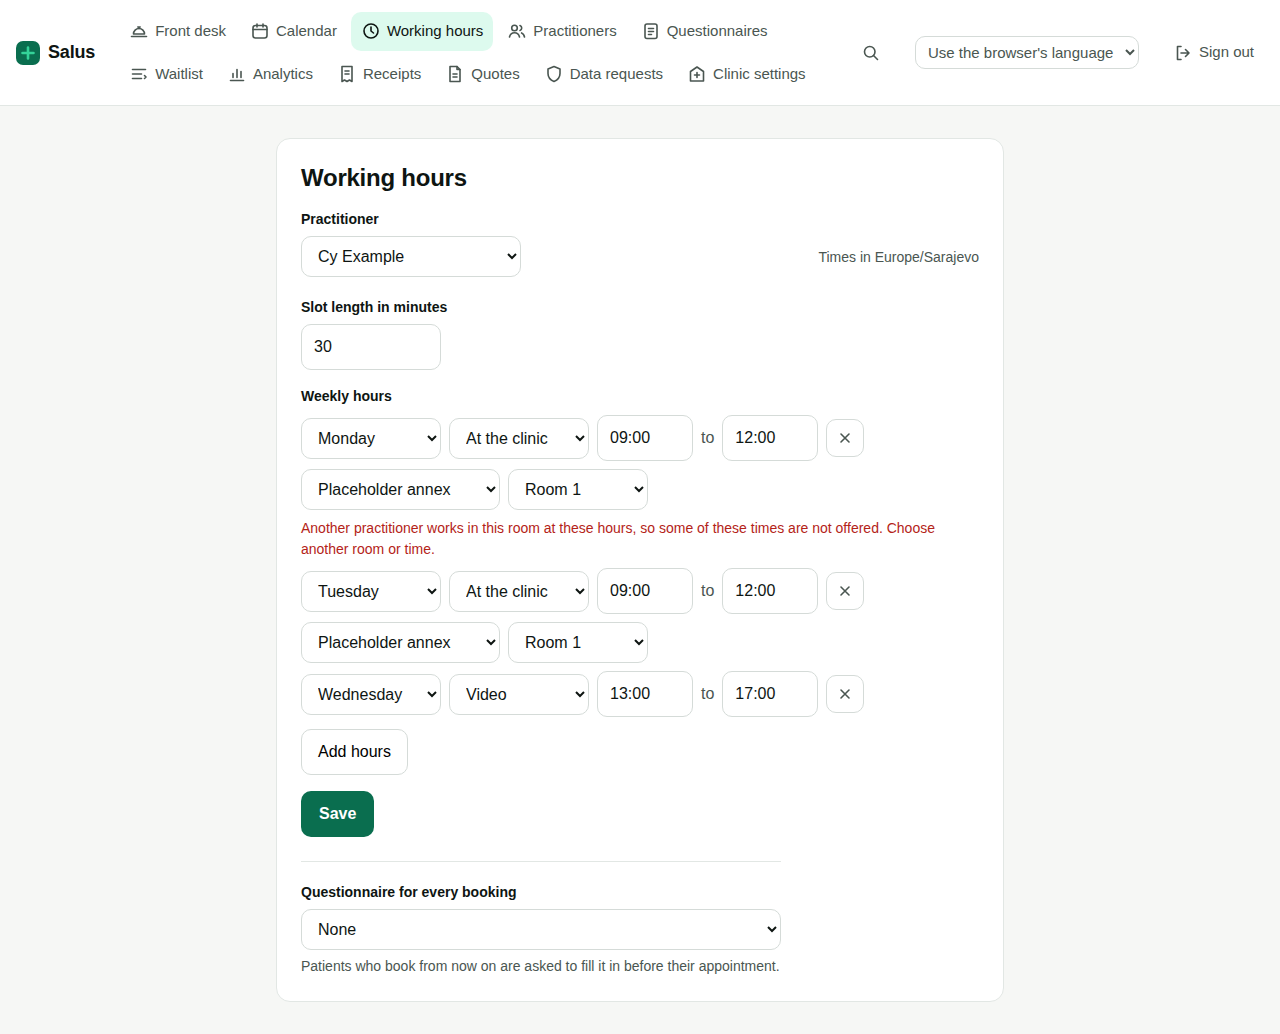 Salus
Front desk
Calendar
Working hours
Practitioners
Questionnaires
Waitlist
Analytics
Receipts
Quotes
Data requests
Clinic settings
Use the browser's language
Sign out
Working hours
Practitioner
Cy Example
Times in Europe/Sarajevo
Slot length in minutes
30
Weekly hours
Monday At the clinic 09:00 to 12:00
Placeholder annex Room 1
Another practitioner works in this room at these hours, so some of these times are not offered. Choose
another room or time.
Tuesday At the clinic 09:00 to 12:00
Placeholder annex Room 1
Wednesday Video 13:00 to 17:00
Add hours
Save
Questionnaire for every booking
None
Patients who book from now on are asked to fill it in before their appointment.